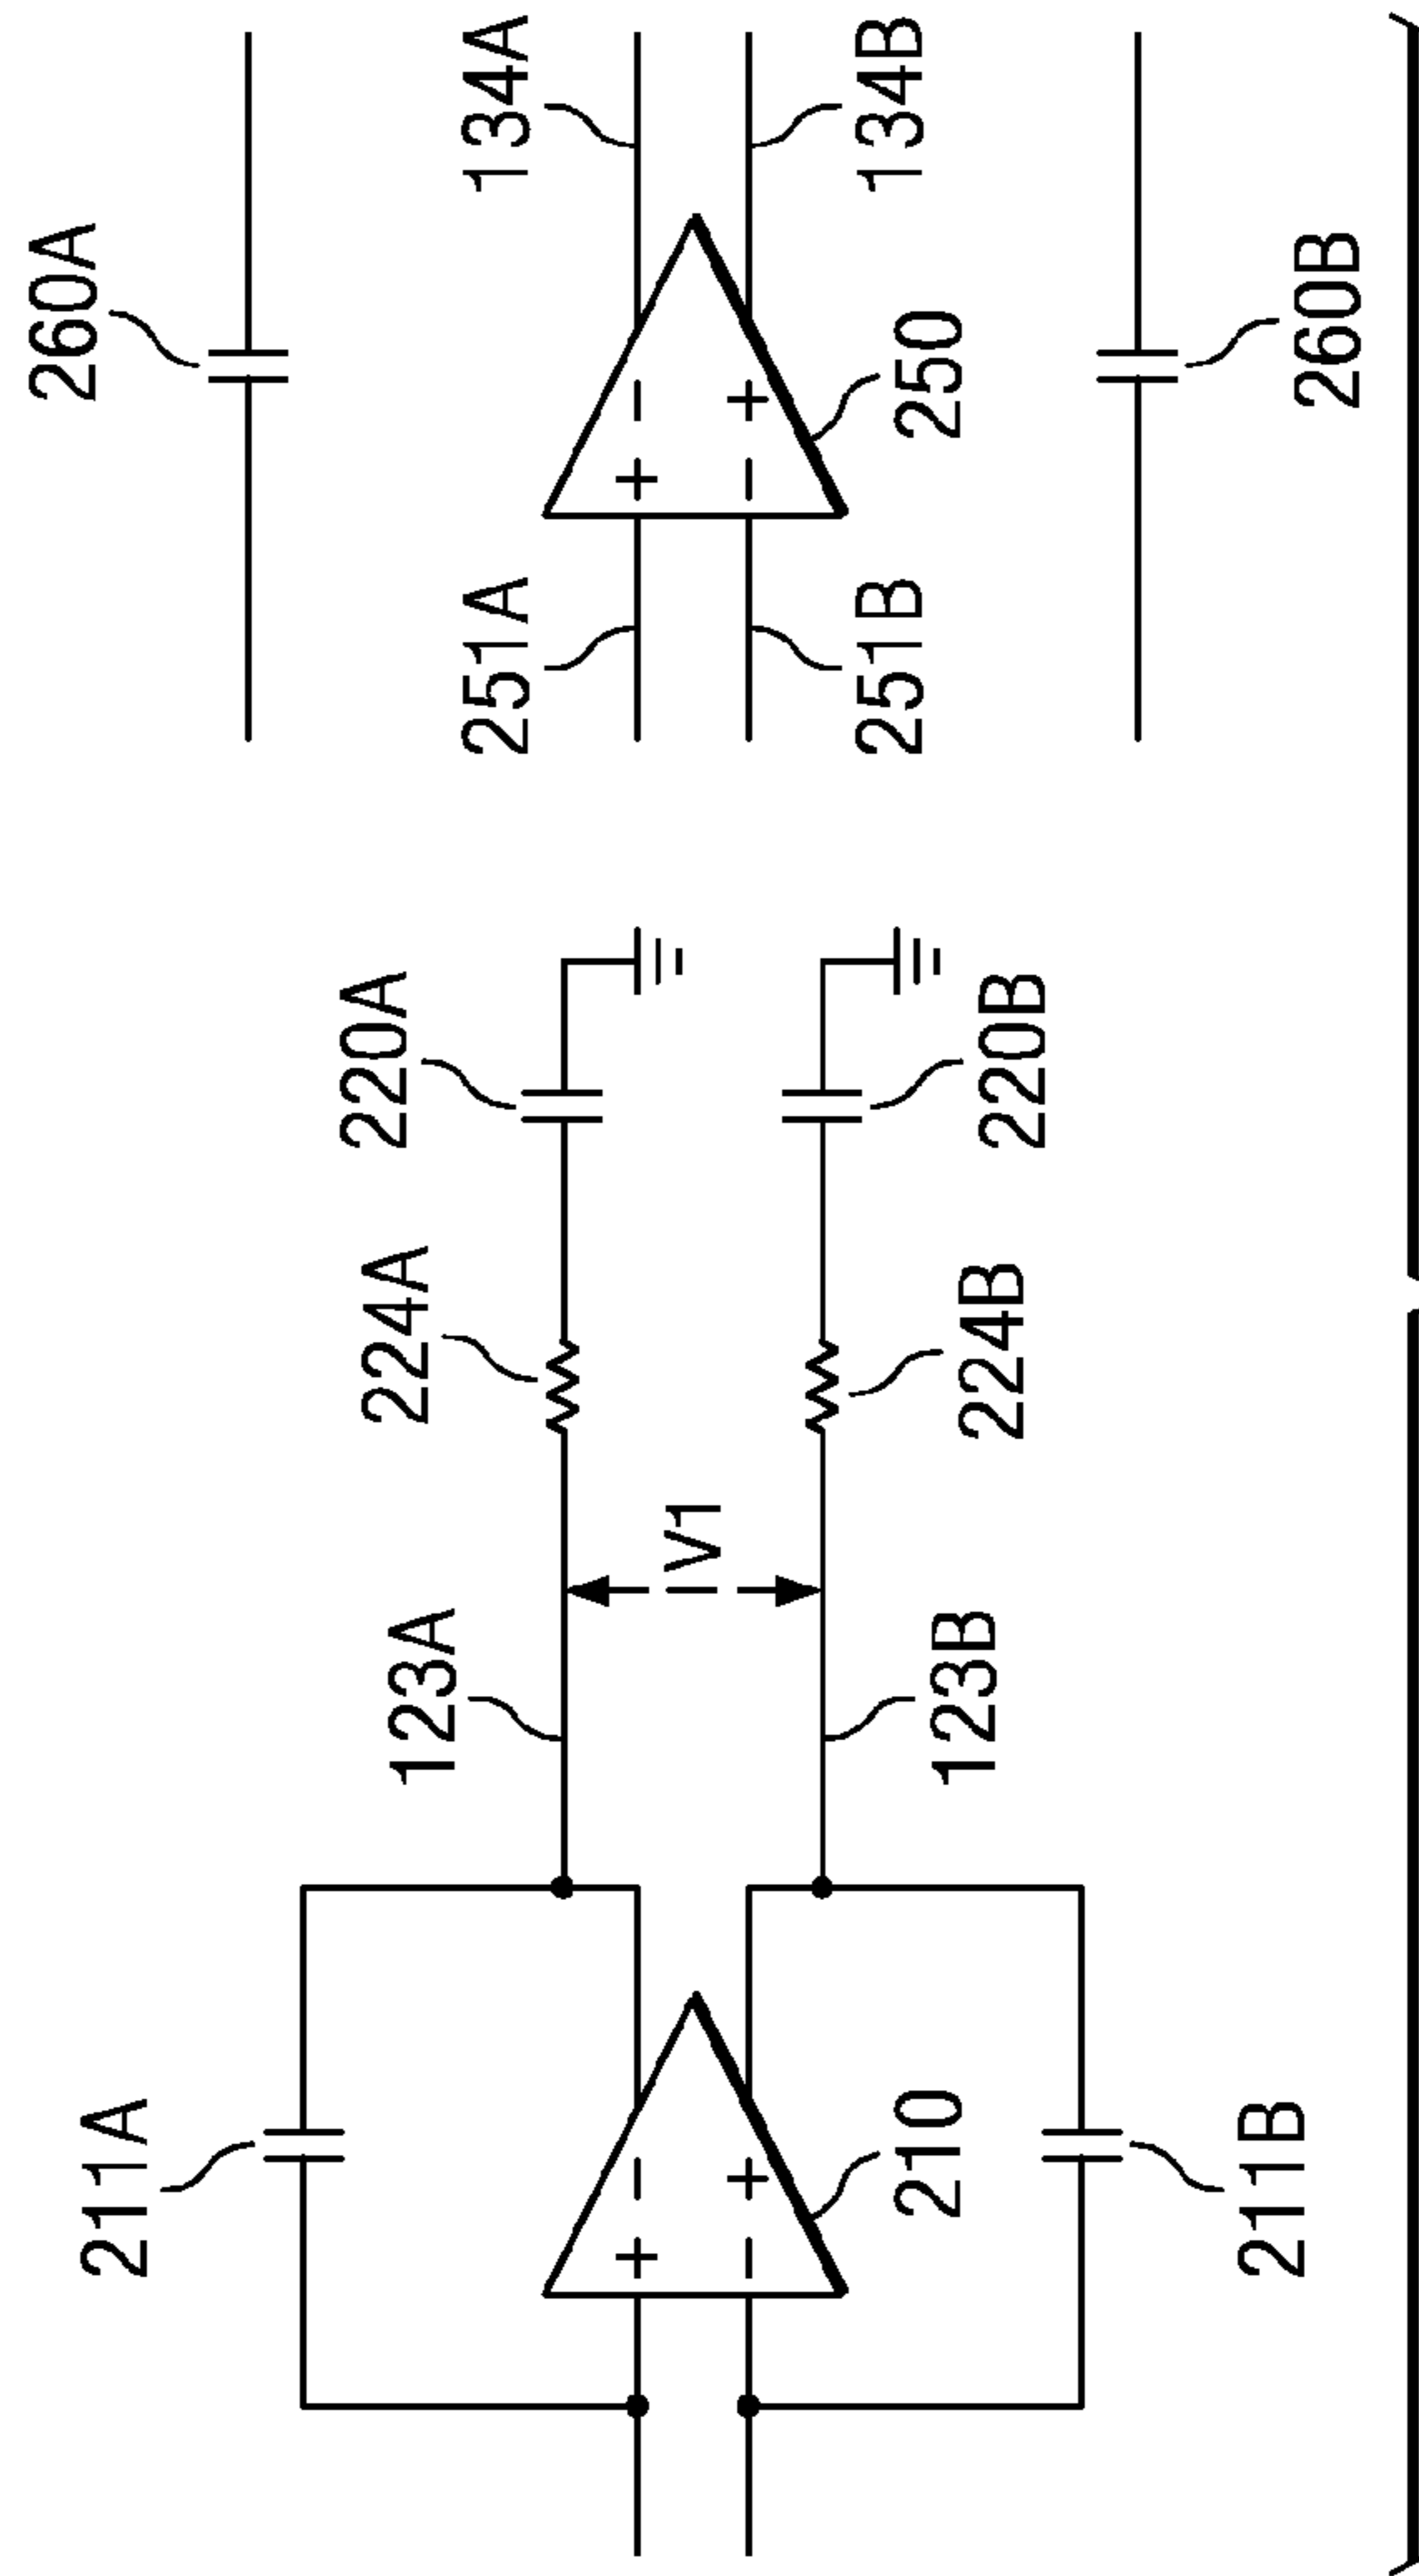 211A
260A
123A
224A
220A
251A
134A
+ −
+ −
V1
− +
− +
210
250
251B
134B
123B
224B
220B
211B
260B